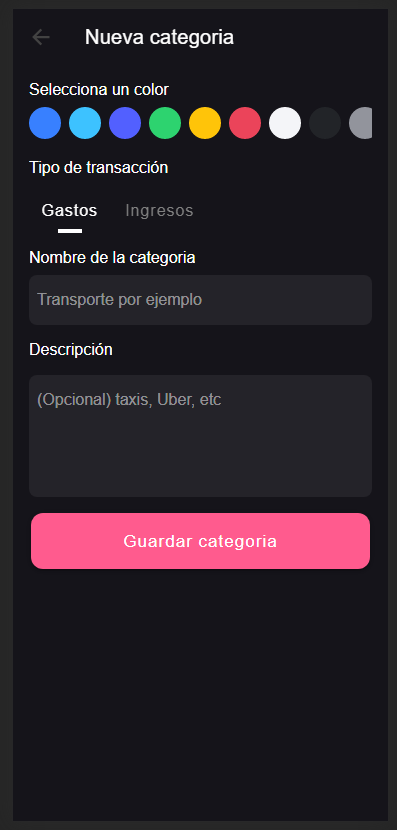 Nueva categoria
Selecciona un color
Tipo de transacción
Gastos Ingresos
Nombre de la categoria
Transporte por ejemplo
Descripción
(Opcional) taxis, Uber, etc
Guardar categoria